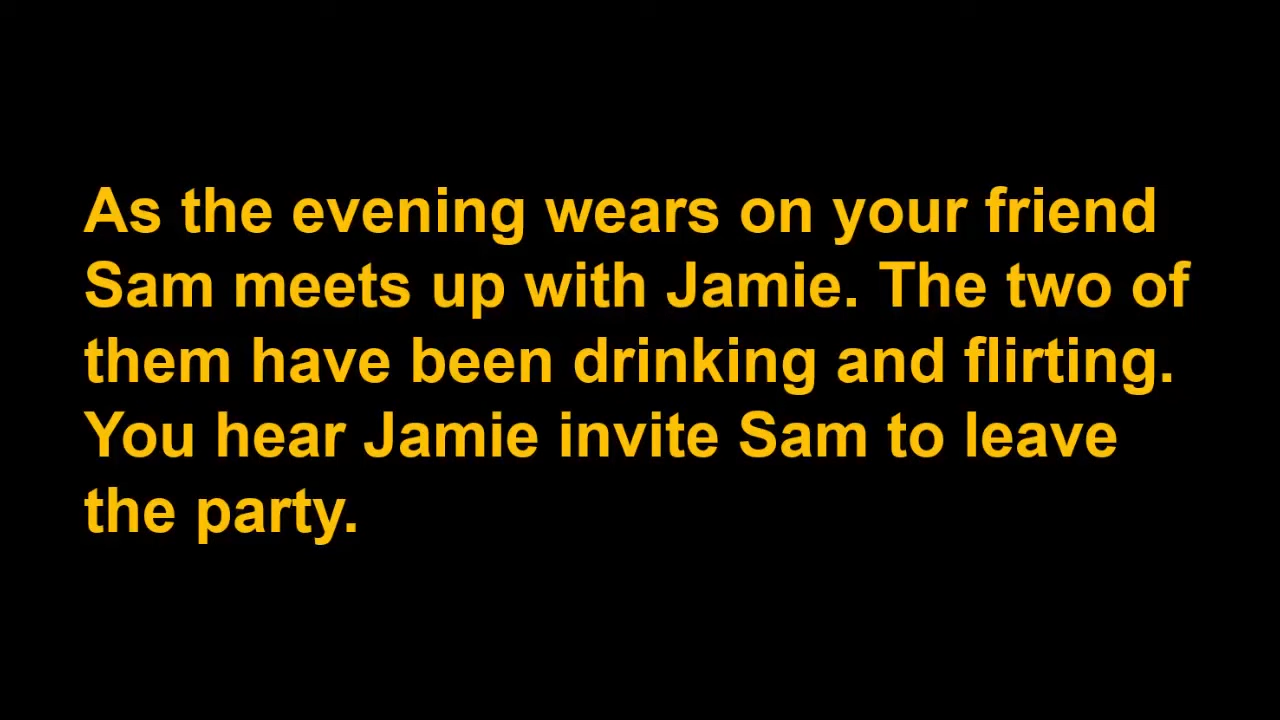 As the evening wears on your friend
Sam meets up with Jamie. The two of
them have been drinking and flirting.
You hear Jamie invite Sam to leave
the party.